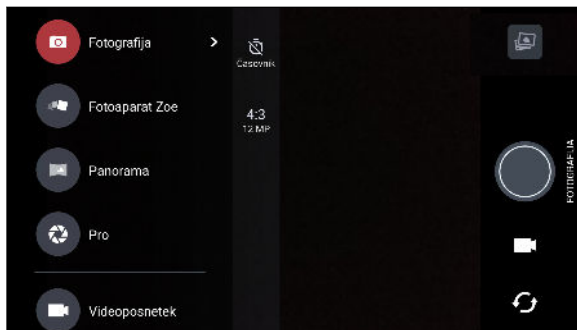 Fotografija
Časovnik
Fotoaparat Zoe
4:3
12 MP
Panorama
Pro
Videoposnetek
FOTOGRAFIJA